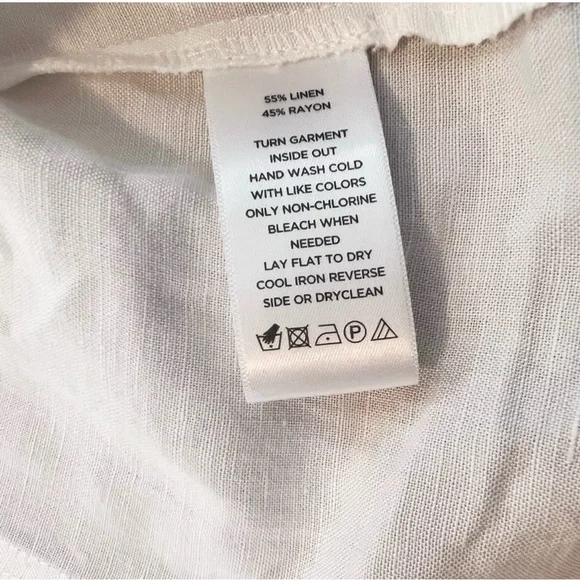 55% LINEN
45% RAYON
TURN GARMENT
INSIDE OUT
HAND WASH COLD
WITH LIKE COLORS
ONLY NON-CHLORINE
BLEACH WHEN
NEEDED
LAY FLAT TO DRY
COOL IRON REVERSE
SIDE OR DRYCLEAN
P